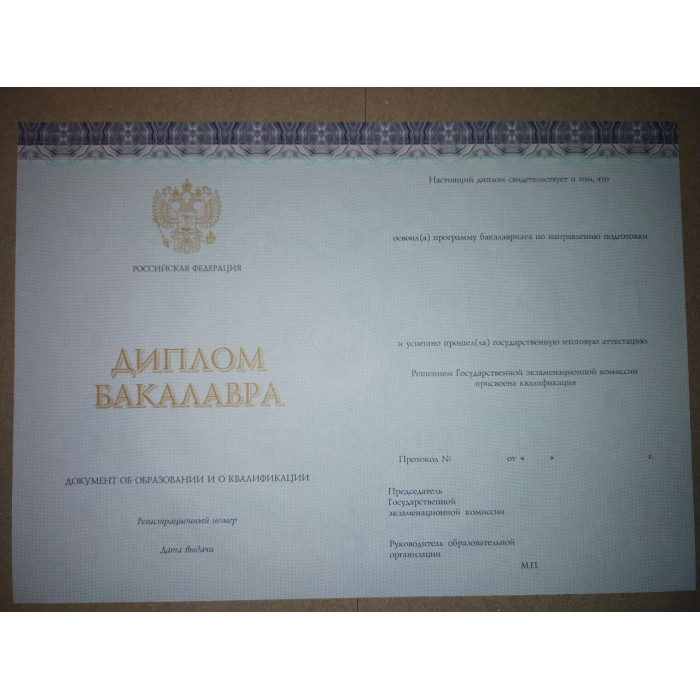 РОССИЙСКАЯ ФЕДЕРАЦИЯ
ДИПЛОМ
БАКАЛАВРА
ДОКУМЕНТ ОБ ОБРАЗОВАНИИ И О КВАЛИФИКАЦИИ
Регистрационный номер
Дата выдачи
Настоящий диплом свидетельствует о том, что
освоил(а) программу бакалавриата по направлению подготовки
и успешно прошел(ла) государственную итоговую аттестацию.
Решением Государственной экзаменационной комиссии
присвоена квалификация
Протокол № от « » г.
Председатель
Государственной
экзаменационной комиссии
Руководитель образовательной
организации
М.П.